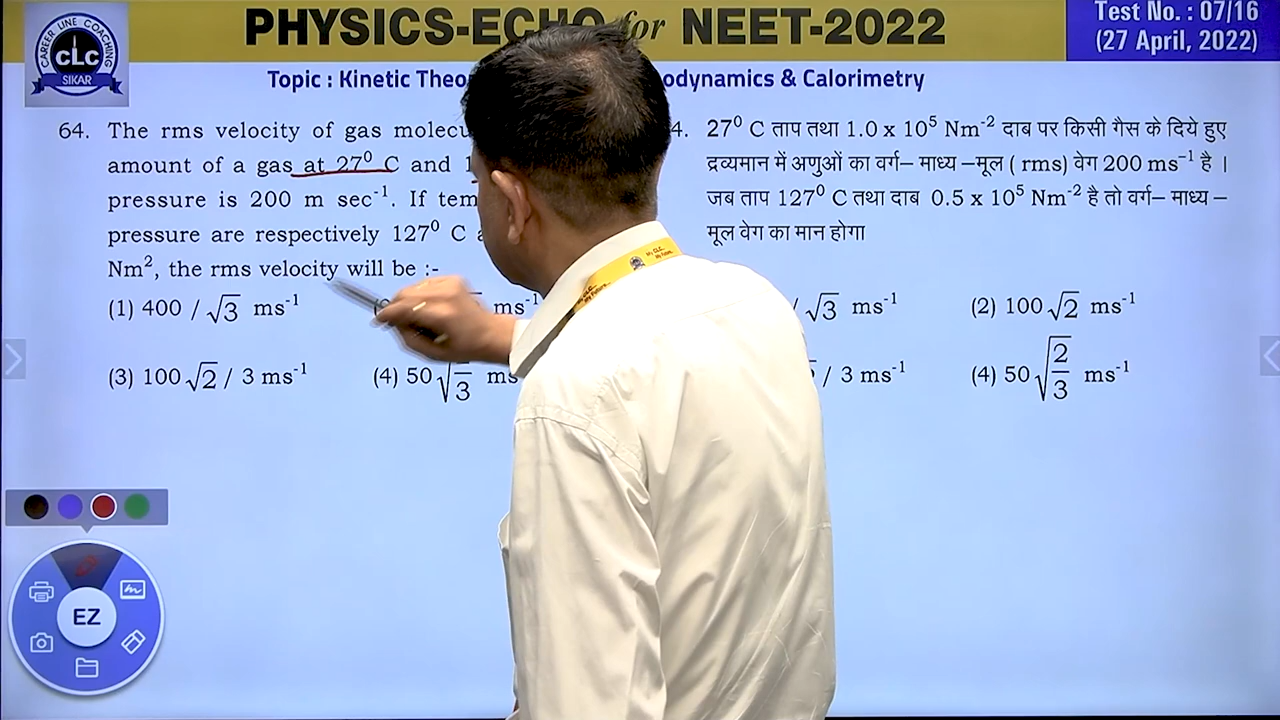 PHYSICS-ECHO for NEET-2022
Test No. : 07/16
(27 April, 2022)
CAREER LINE COACHING
CLC
SIKAR
Topic : Kinetic Theo odynamics & Calorimetry
64. The rms velocity of gas molecu
amount of a gas at 27⁰ C and
pressure is 200 m sec⁻¹. If tem
pressure are respectively 127⁰ C
Nm², the rms velocity will be :-
(1) 400 / √3 ms⁻¹
ms⁻¹
(3) 100√2 / 3 ms⁻¹ (4) 50√ 3 ms
4. 27⁰ C ताप तथा 1.0 x 10⁵ Nm⁻² दाब पर किसी गैस के दिये हुए
द्रव्यमान में अणुओं का वर्ग– माध्य –मूल ( rms) वेग 200 ms⁻¹ है ।
जब ताप 127⁰ C तथा दाब 0.5 x 10⁵ Nm⁻² है तो वर्ग– माध्य –
मूल वेग का मान होगा
/ √3 ms⁻¹ (2) 100√2 ms⁻¹
/ 3 ms⁻¹ (4) 50√2/3 ms⁻¹
EZ